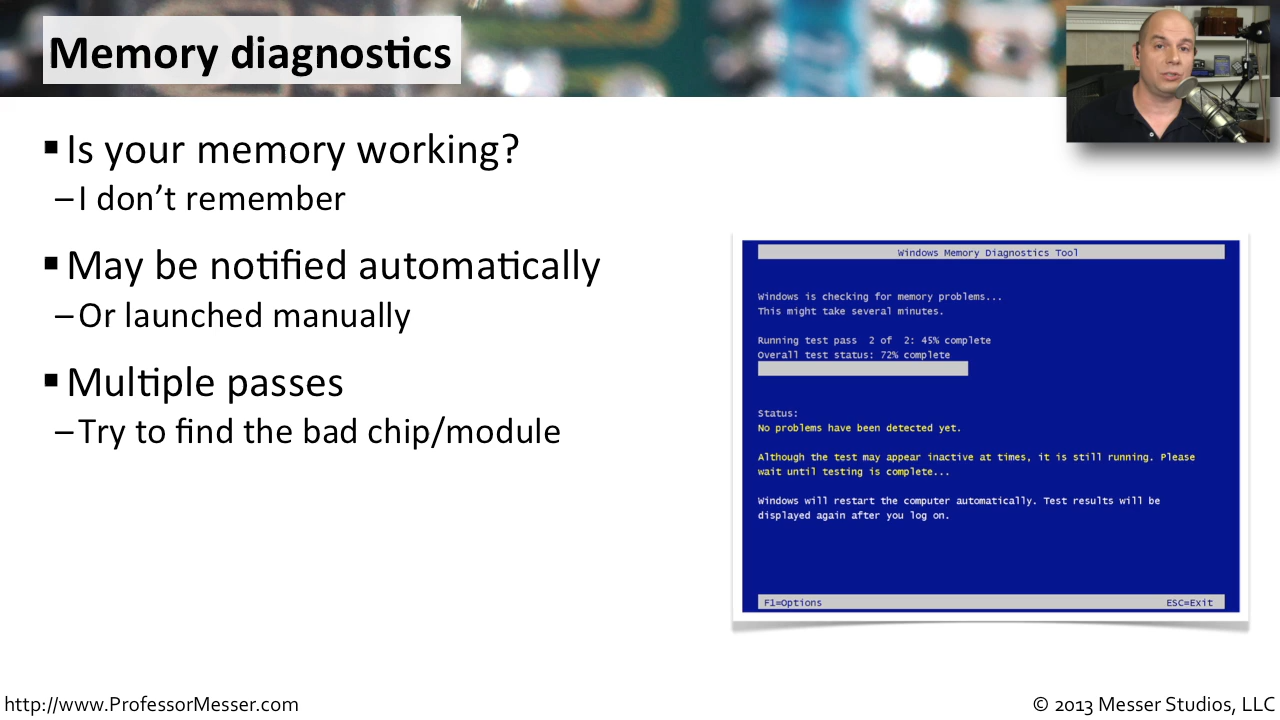 Memory diagnostics
▪ Is your memory working?
– I don’t remember
▪ May be notified automatically
– Or launched manually
▪ Multiple passes
– Try to find the bad chip/module
Windows Memory Diagnostics Tool
Windows is checking for memory problems...
This might take several minutes.
Running test pass 2 of 2: 45% complete
Overall test status: 72% complete
Status:
No problems have been detected yet.
Although the test may appear inactive at times, it is still running. Please
wait until testing is complete...
Windows will restart the computer automatically. Test results will be
displayed again after you log on.
F1=Options ESC=Exit
http://www.ProfessorMesser.com
© 2013 Messer Studios, LLC